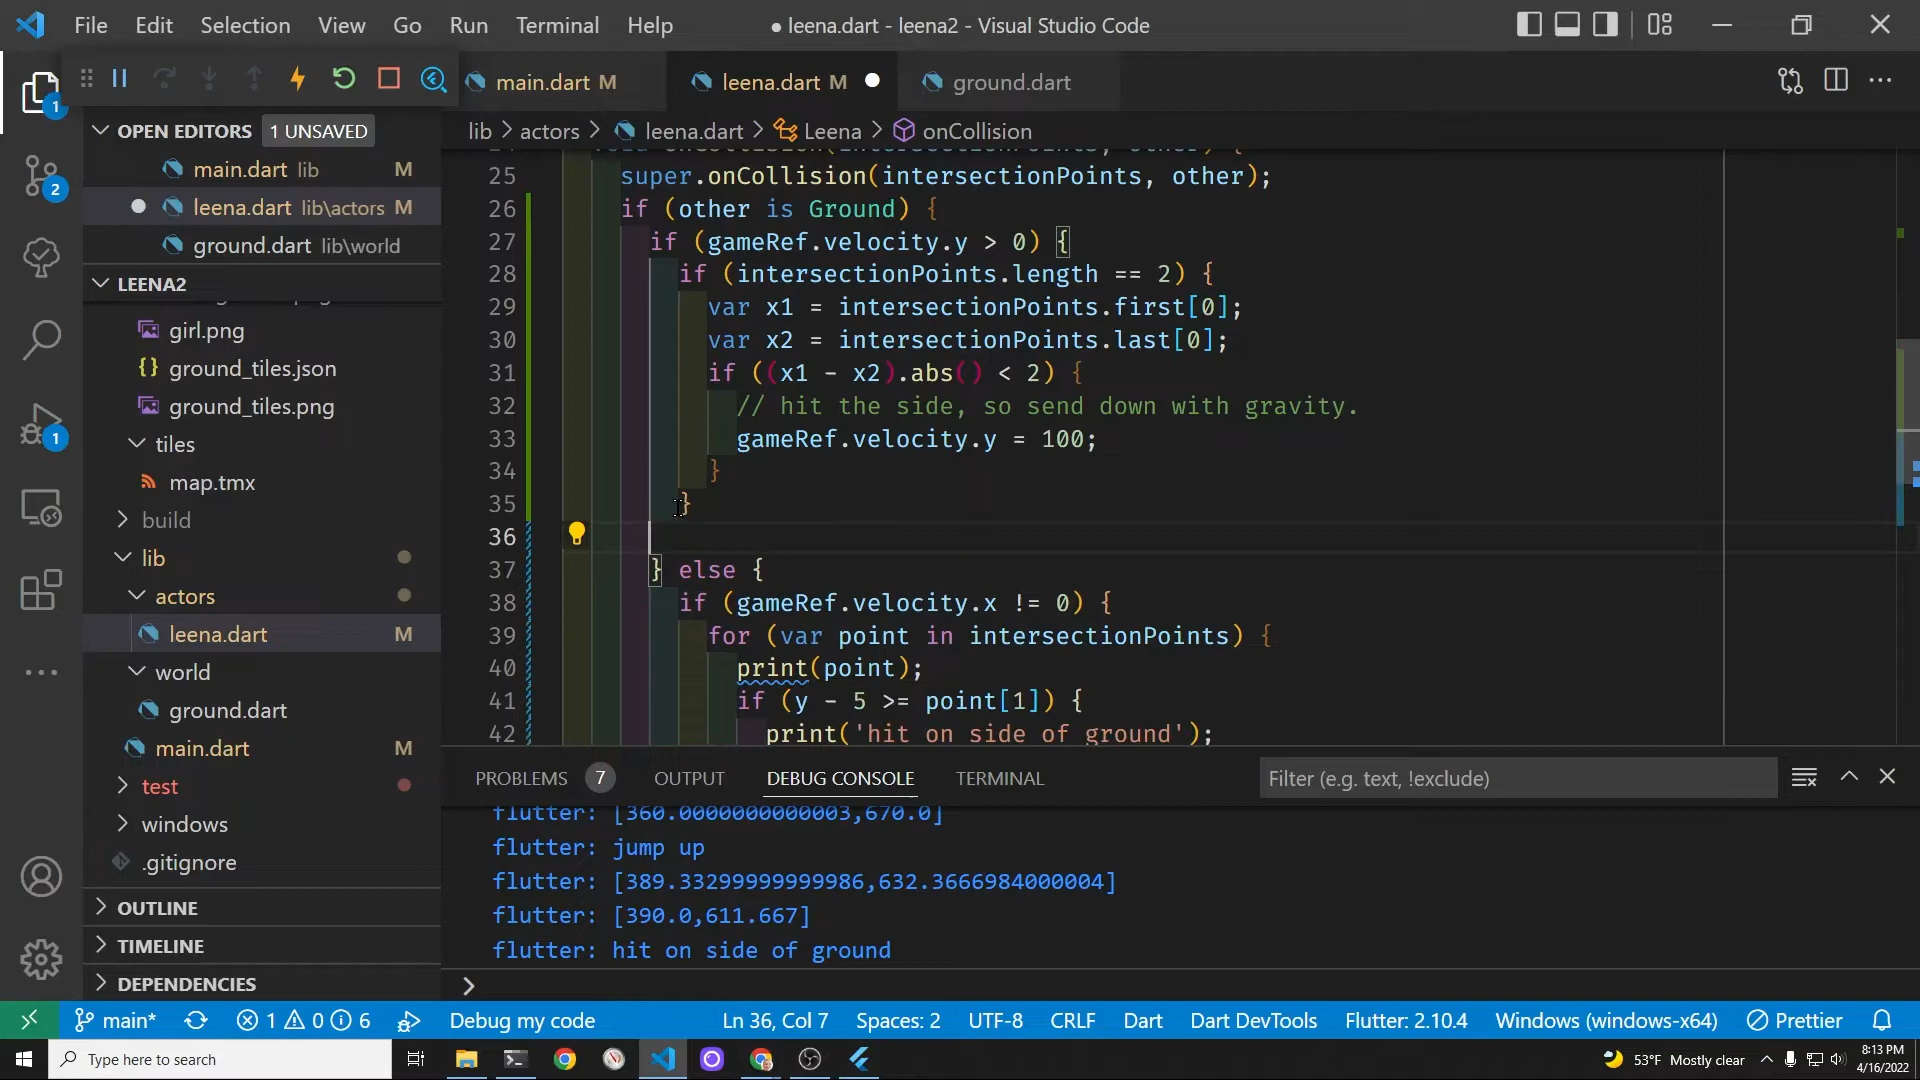 File Edit Selection View Go Run Terminal Help
● leena.dart - leena2 - Visual Studio Code
main.dart M
leena.dart M
ground.dart
1
OPEN EDITORS 1 UNSAVED
main.dart lib M
leena.dart lib\actors M
ground.dart lib\world
2
LEENA2
girl.png
ground_tiles.json
ground_tiles.png
tiles
map.tmx
1
build
lib
actors
leena.dart M
world
ground.dart
main.dart M
test
windows
.gitignore
OUTLINE
TIMELINE
DEPENDENCIES
lib > actors > leena.dart > Leena > onCollision
25 super.onCollision(intersectionPoints, other);
26 if (other is Ground) {
27 if (gameRef.velocity.y > 0) {
28 if (intersectionPoints.length == 2) {
29 var x1 = intersectionPoints.first[0];
30 var x2 = intersectionPoints.last[0];
31 if ((x1 - x2).abs() < 2) {
32 // hit the side, so send down with gravity.
33 gameRef.velocity.y = 100;
34 }
35 }
36
37 } else {
38 if (gameRef.velocity.x != 0) {
39 for (var point in intersectionPoints) {
40 print(point);
41 if (y - 5 >= point[1]) {
42 print('hit on side of ground');
PROBLEMS 7 OUTPUT DEBUG CONSOLE TERMINAL
Filter (e.g. text, !exclude)
flutter: [360.0000000000003,670.0]
flutter: jump up
flutter: [389.33299999999986,632.3666984000004]
flutter: [390.0,611.667]
flutter: hit on side of ground
main* 1 0 6 Debug my code
Ln 36, Col 7 Spaces: 2 UTF-8 CRLF Dart Dart DevTools Flutter: 2.10.4 Windows (windows-x64) Prettier
Type here to search
53°F Mostly clear
8:13 PM
4/16/2022